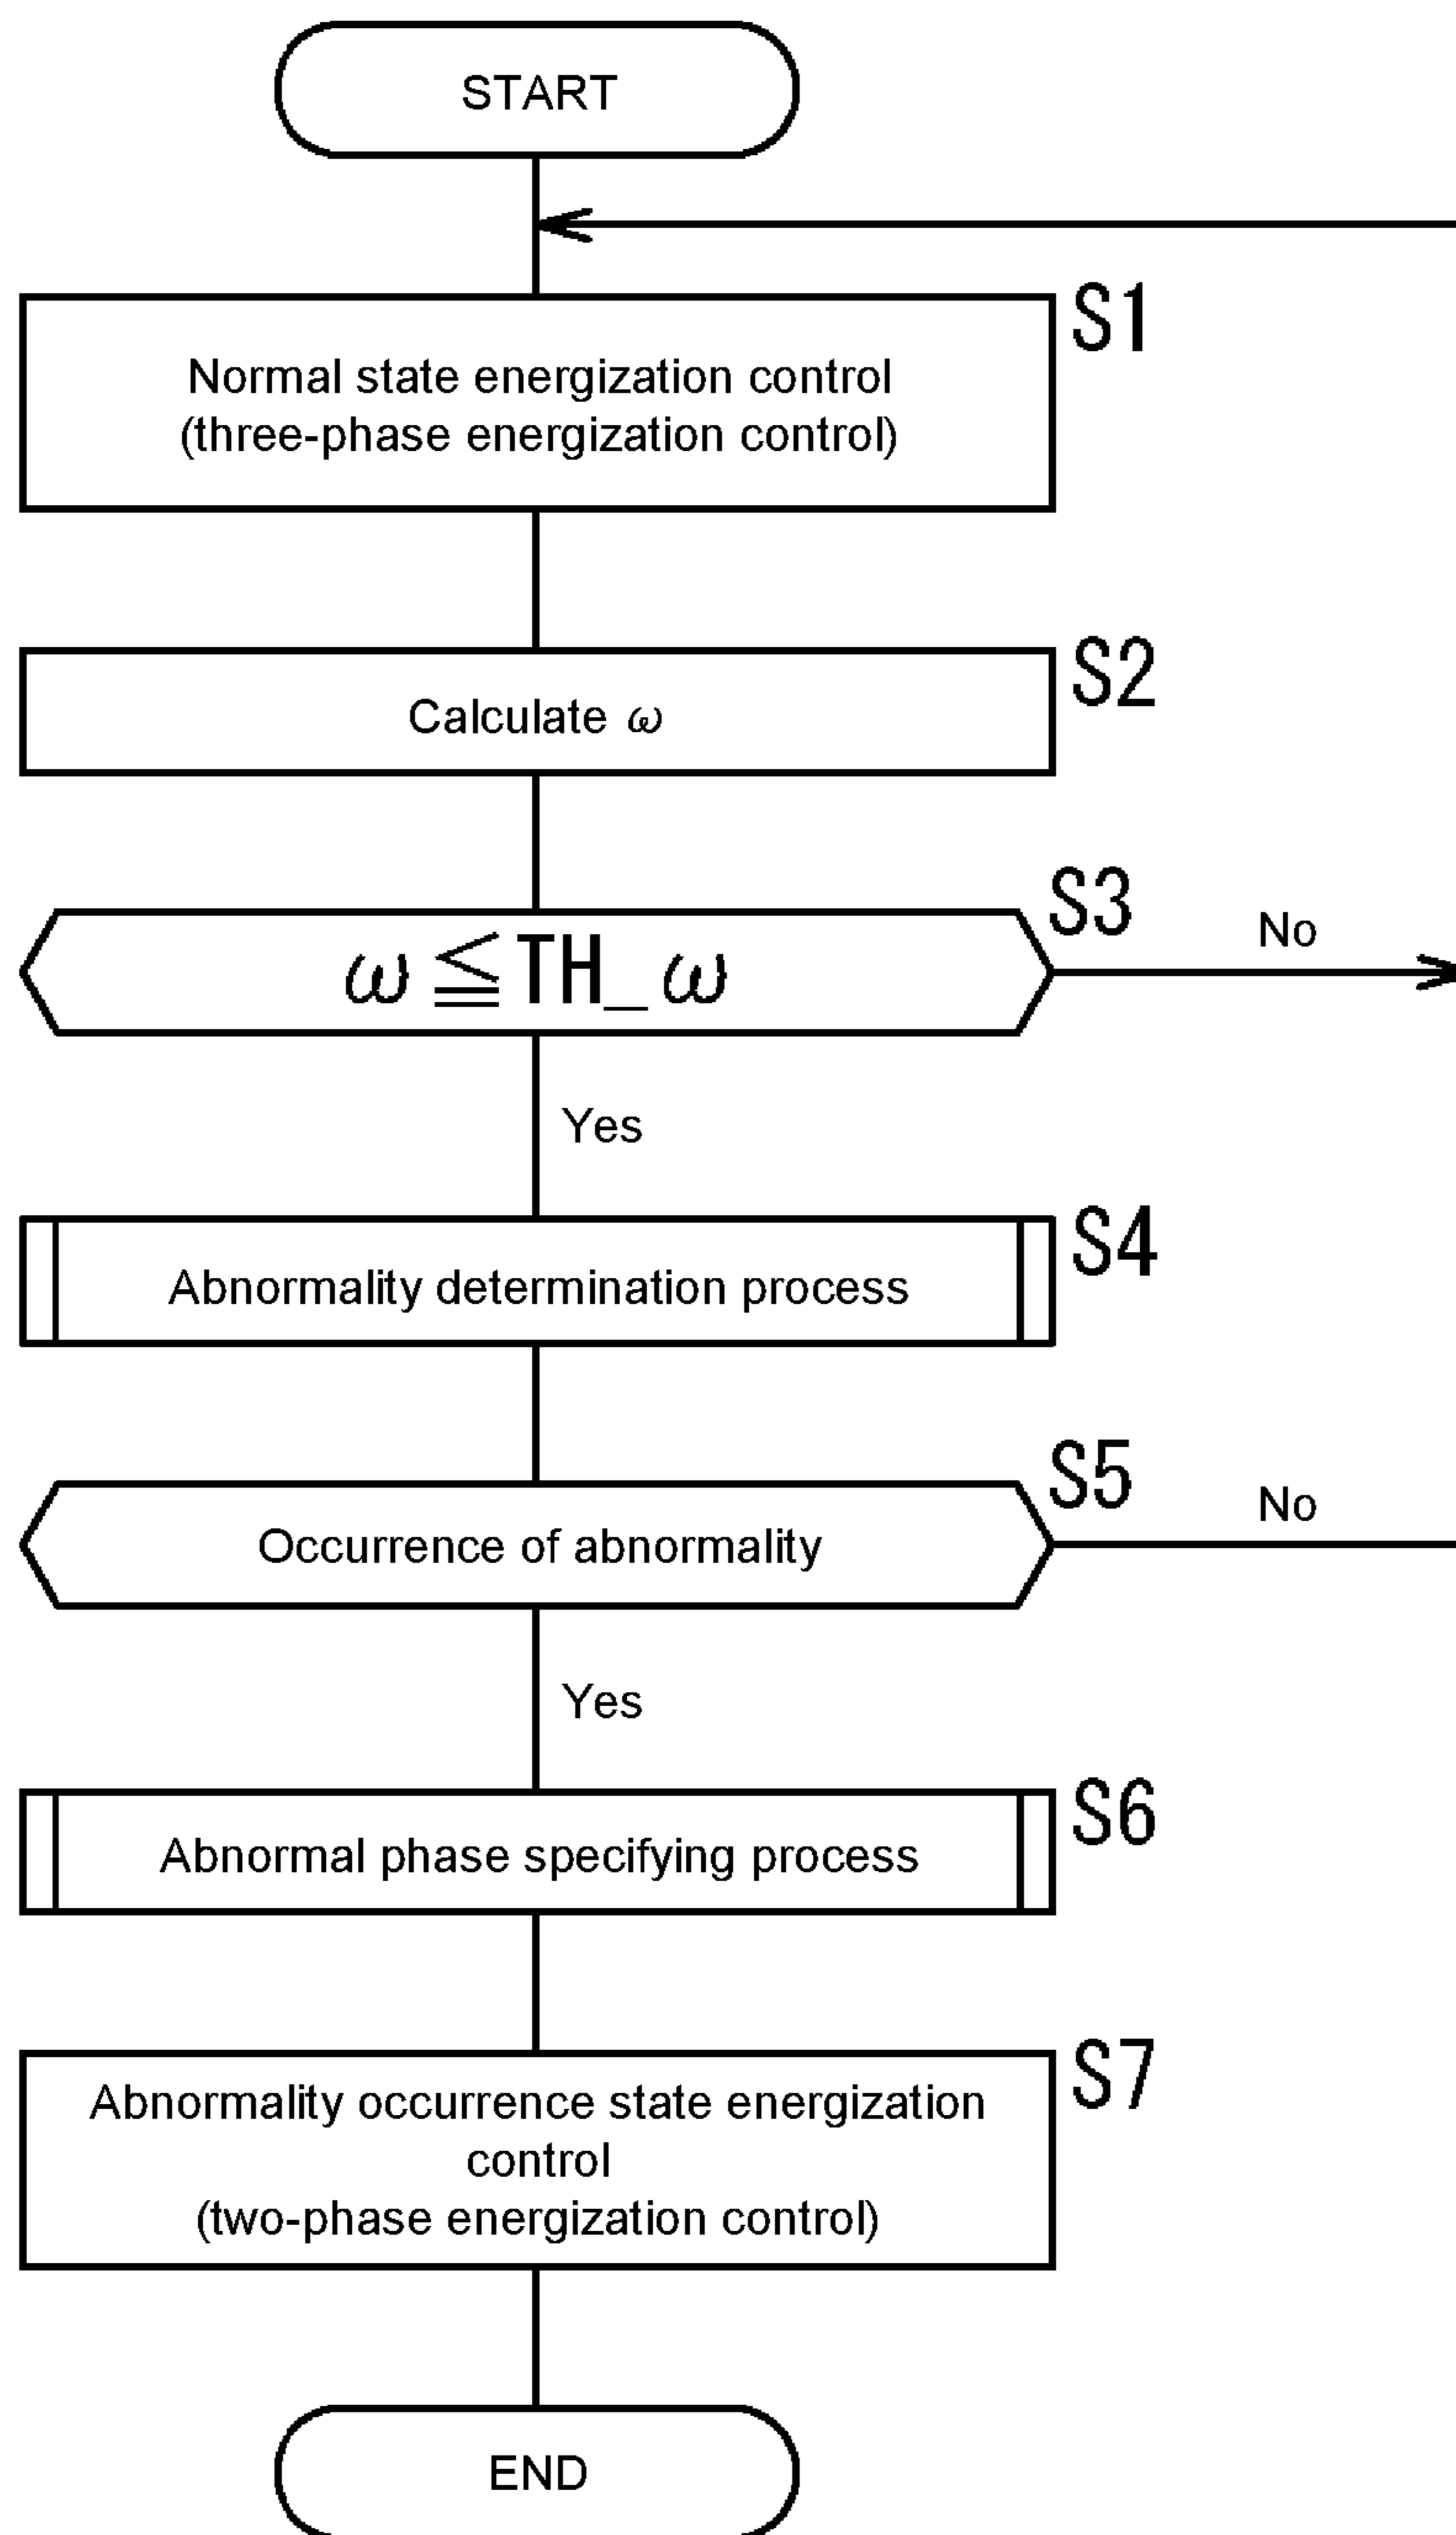 START
S1
Normal state energization control
(three-phase energization control)
S2
Calculate ω
S3
ω ≦ TH_ω
No
Yes
S4
Abnormality determination process
S5
Occurrence of abnormality
No
Yes
S6
Abnormal phase specifying process
S7
Abnormality occurrence state energization
control
(two-phase energization control)
END